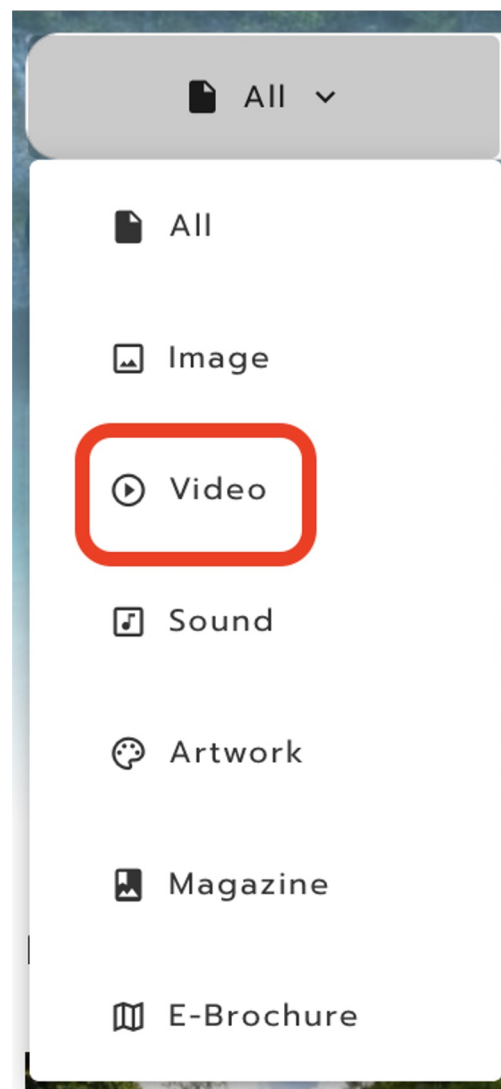 All
All
Image
Video
Sound
Artwork
Magazine
E-Brochure